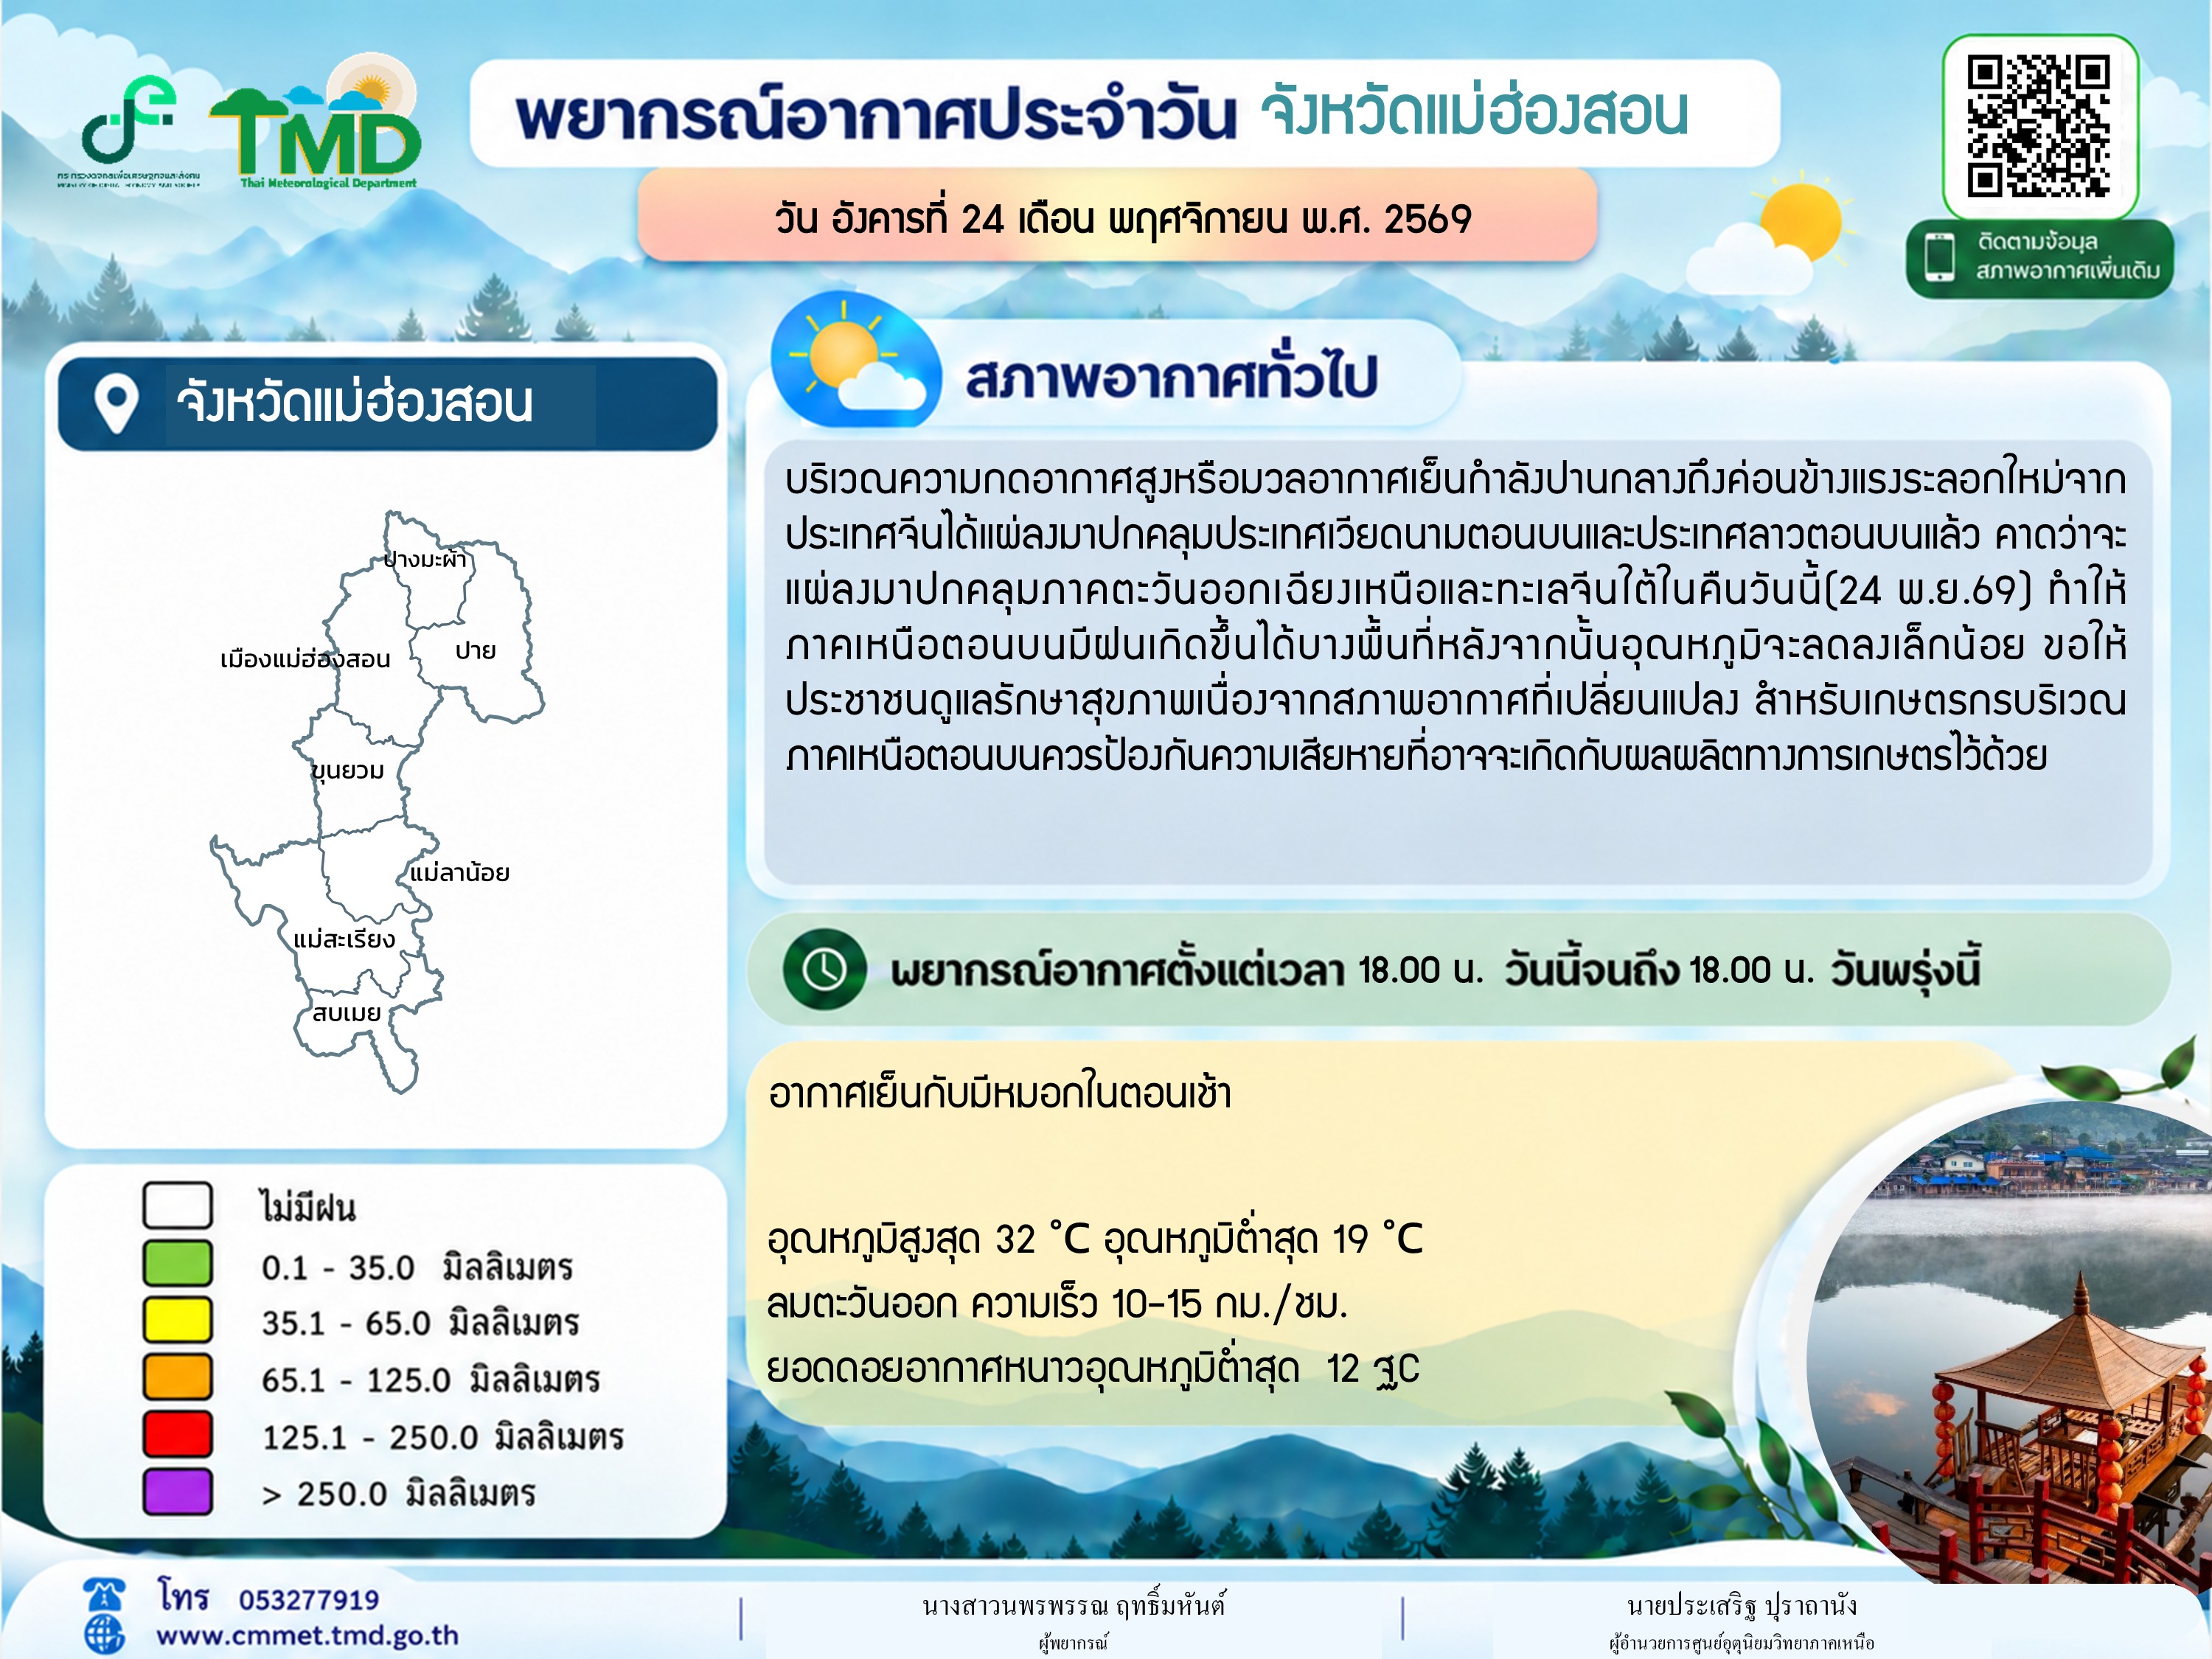 TMD
Thai Meteorological Department
พยากรณ์อากาศประจำวัน จังหวัดแม่ฮ่องสอน
วัน อังคารที่ 24 เดือน พฤศจิกายน พ.ศ. 2569
ติดตามข้อมูล
สภาพอากาศเพิ่มเติม
จังหวัดแม่ฮ่องสอน
ปางมะผ้า
เมืองแม่ฮ่องสอน
ปาย
ขุนยวม
แม่ลาน้อย
แม่สะเรียง
สบเมย
ไม่มีฝน
0.1 - 35.0 มิลลิเมตร
35.1 - 65.0 มิลลิเมตร
65.1 - 125.0 มิลลิเมตร
125.1 - 250.0 มิลลิเมตร
> 250.0 มิลลิเมตร
สภาพอากาศทั่วไป
บริเวณความกดอากาศสูงหรือมวลอากาศเย็นกำลังปานกลางถึงค่อนข้างแรงระลอกใหม่จาก
ประเทศจีนได้แผ่ลงมาปกคลุมประเทศเวียดนามตอนบนและประเทศลาวตอนบนแล้ว คาดว่าจะ
แผ่ลงมาปกคลุมภาคตะวันออกเฉียงเหนือและทะเลจีนใต้ในคืนวันนี้(24 พ.ย.69) ทำให้
ภาคเหนือตอนบนมีฝนเกิดขึ้นได้บางพื้นที่หลังจากนั้นอุณหภูมิจะลดลงเล็กน้อย ขอให้
ประชาชนดูแลรักษาสุขภาพเนื่องจากสภาพอากาศที่เปลี่ยนแปลง สำหรับเกษตรกรบริเวณ
ภาคเหนือตอนบนควรป้องกันความเสียหายที่อาจจะเกิดกับผลผลิตทางการเกษตรไว้ด้วย
พยากรณ์อากาศตั้งแต่เวลา 18.00 น. วันนี้จนถึง 18.00 น. วันพรุ่งนี้
อากาศเย็นกับมีหมอกในตอนเช้า
อุณหภูมิสูงสุด 32 °C อุณหภูมิต่ำสุด 19 °C
ลมตะวันออก ความเร็ว 10-15 กม./ชม.
ยอดดอยอากาศหนาวอุณหภูมิต่ำสุด 12 ฐC
โทร 053277919
www.cmmet.tmd.go.th
นางสาวนพรพรรณ ฤทธิ์มหันต์
ผู้พยากรณ์
นายประเสริฐ ปุราถานัง
ผู้อำนวยการศูนย์อุตุนิยมวิทยาภาคเหนือ